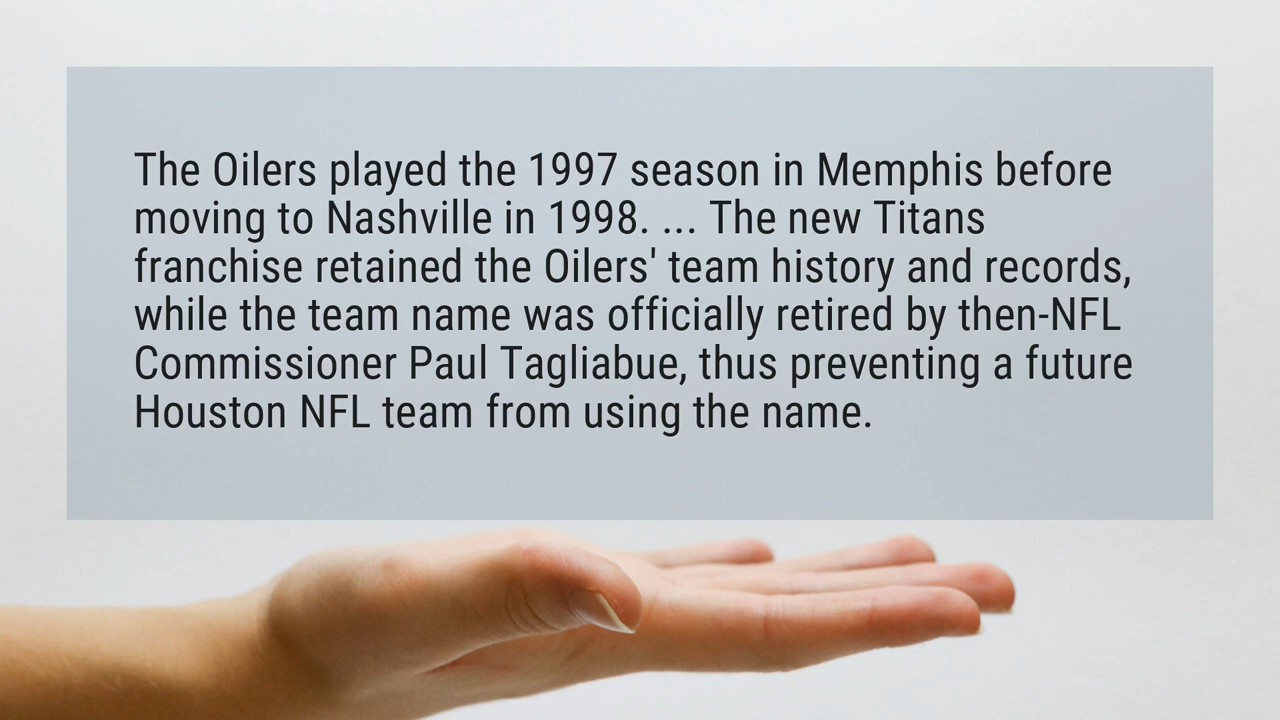 The Oilers played the 1997 season in Memphis before
moving to Nashville in 1998. ... The new Titans
franchise retained the Oilers' team history and records,
while the team name was officially retired by then-NFL
Commissioner Paul Tagliabue, thus preventing a future
Houston NFL team from using the name.